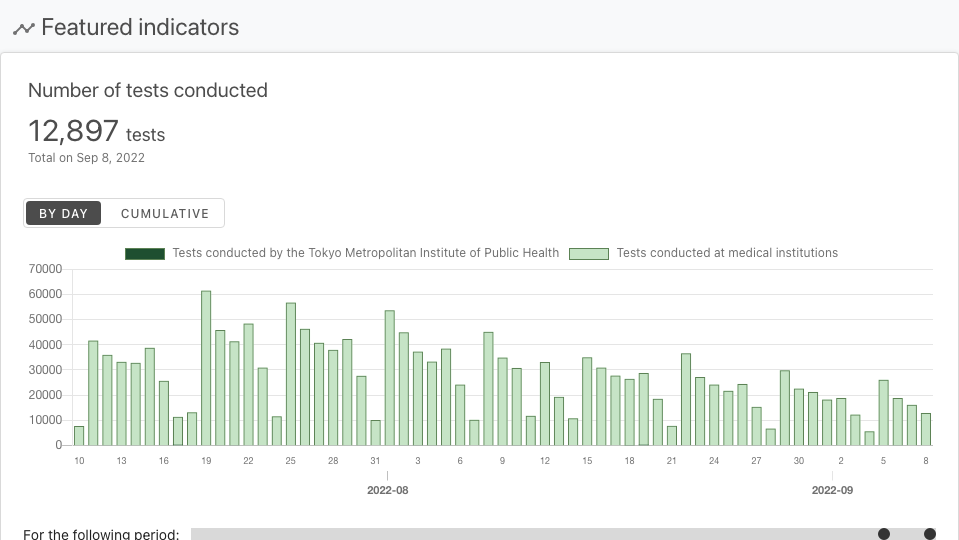 Featured indicators
Number of tests conducted
12,897 tests
Total on Sep 8, 2022
BY DAY CUMULATIVE
Tests conducted by the Tokyo Metropolitan Institute of Public Health Tests conducted at medical institutions
70000
60000
50000
40000
30000
20000
10000
0
10 13 16 19 22 25 28 31 3 6 9 12 15 18 21 24 27 30 2 5 8
2022-08 2022-09
For the following period: